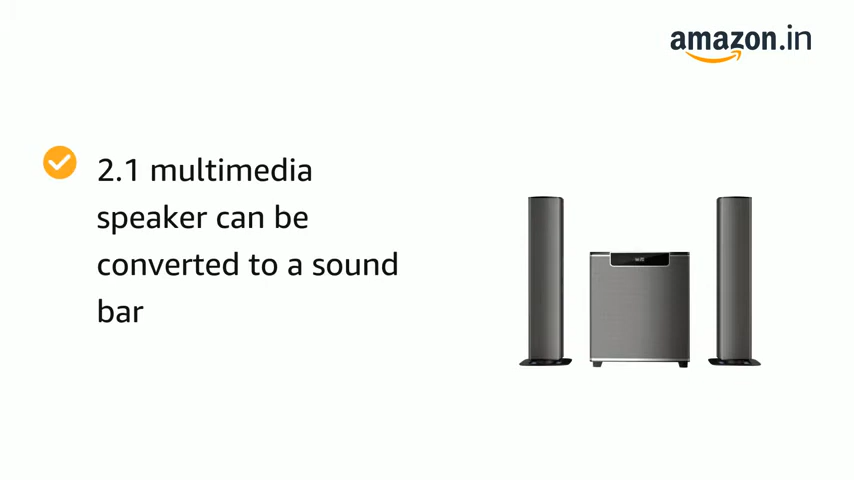 amazon.in
2.1 multimedia
speaker can be
converted to a sound
bar